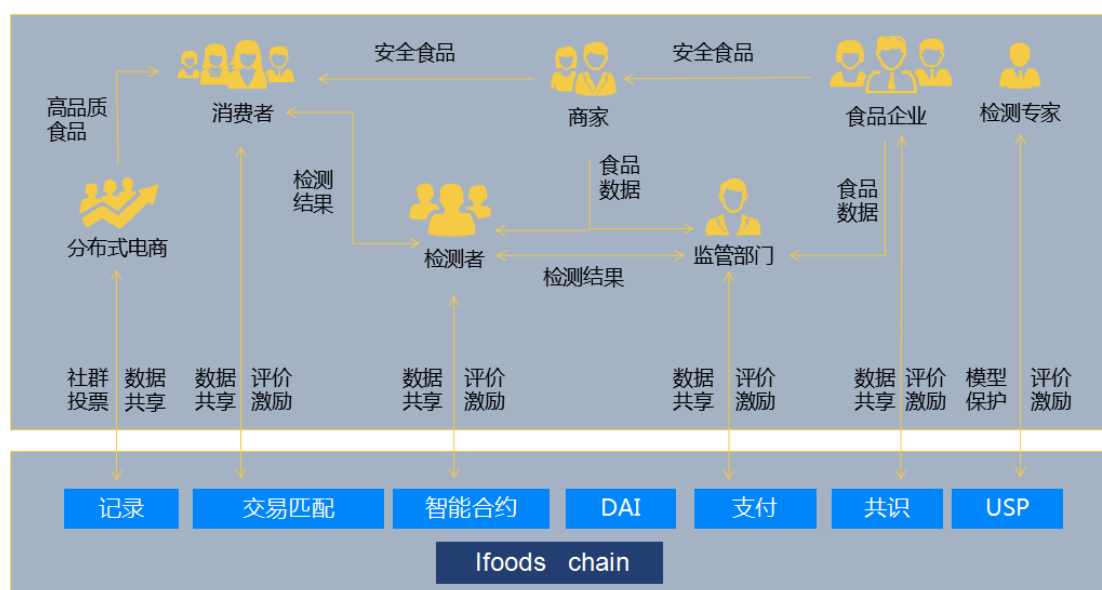 安全食品
安全食品
高品质
食品
消费者
商家
食品企业
检测专家
检测
结果
食品
数据
食品
数据
分布式电商
检测者
监管部门
检测结果
社群
投票
数据
共享
数据
共享
评价
激励
数据
共享
评价
激励
数据
共享
评价
激励
数据
共享
评价
激励
模型
保护
评价
激励
记录
交易匹配
智能合约
DAI
支付
共识
USP
Ifoods chain